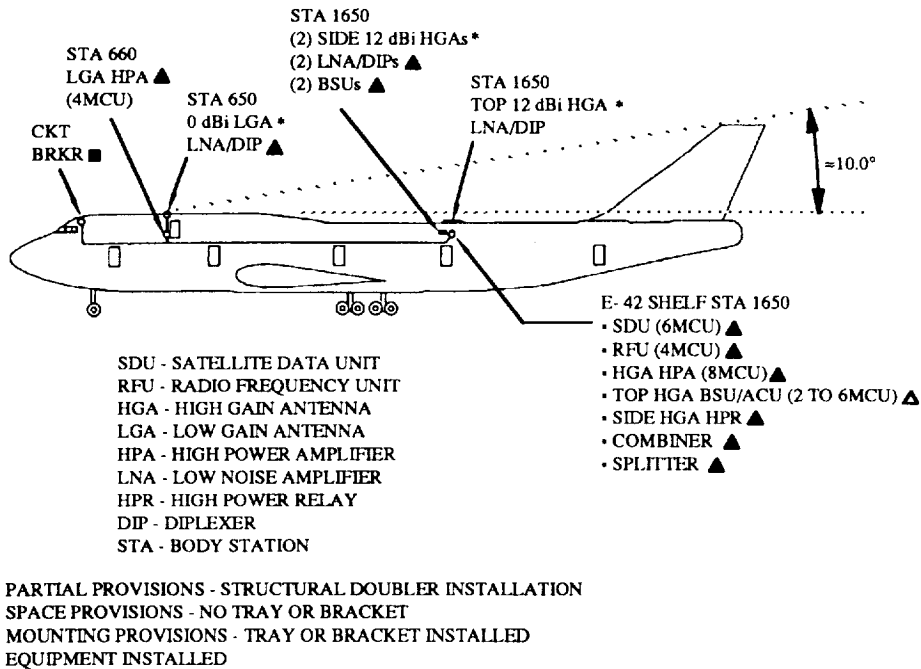 STA 1650
(2) SIDE 12 dBi HGAs *
(2) LNA/DIPs ▲
(2) BSUs ▲
STA 660
LGA HPA ▲
(4MCU)
STA 650
0 dBi LGA *
LNA/DIP ▲
STA 1650
TOP 12 dBi HGA *
LNA/DIP
CKT
BRKR ■
≈10.0°
E- 42 SHELF STA 1650
• SDU (6MCU) ▲
• RFU (4MCU) ▲
• HGA HPA (8MCU) ▲
• TOP HGA BSU/ACU (2 TO 6MCU) △
• SIDE HGA HPR ▲
• COMBINER ▲
• SPLITTER ▲
SDU - SATELLITE DATA UNIT
RFU - RADIO FREQUENCY UNIT
HGA - HIGH GAIN ANTENNA
LGA - LOW GAIN ANTENNA
HPA - HIGH POWER AMPLIFIER
LNA - LOW NOISE AMPLIFIER
HPR - HIGH POWER RELAY
DIP - DIPLEXER
STA - BODY STATION
PARTIAL PROVISIONS - STRUCTURAL DOUBLER INSTALLATION
SPACE PROVISIONS - NO TRAY OR BRACKET
MOUNTING PROVISIONS - TRAY OR BRACKET INSTALLED
EQUIPMENT INSTALLED